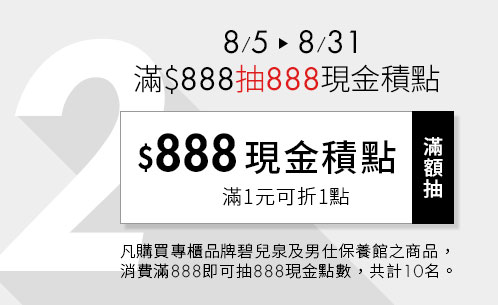 2
8/5 ▸ 8/31
滿$888抽888現金積點
$888 現金積點
滿1元可折1點
滿額抽
凡購買專櫃品牌碧兒泉及男仕保養館之商品，
消費滿888即可抽888現金點數，共計10名。